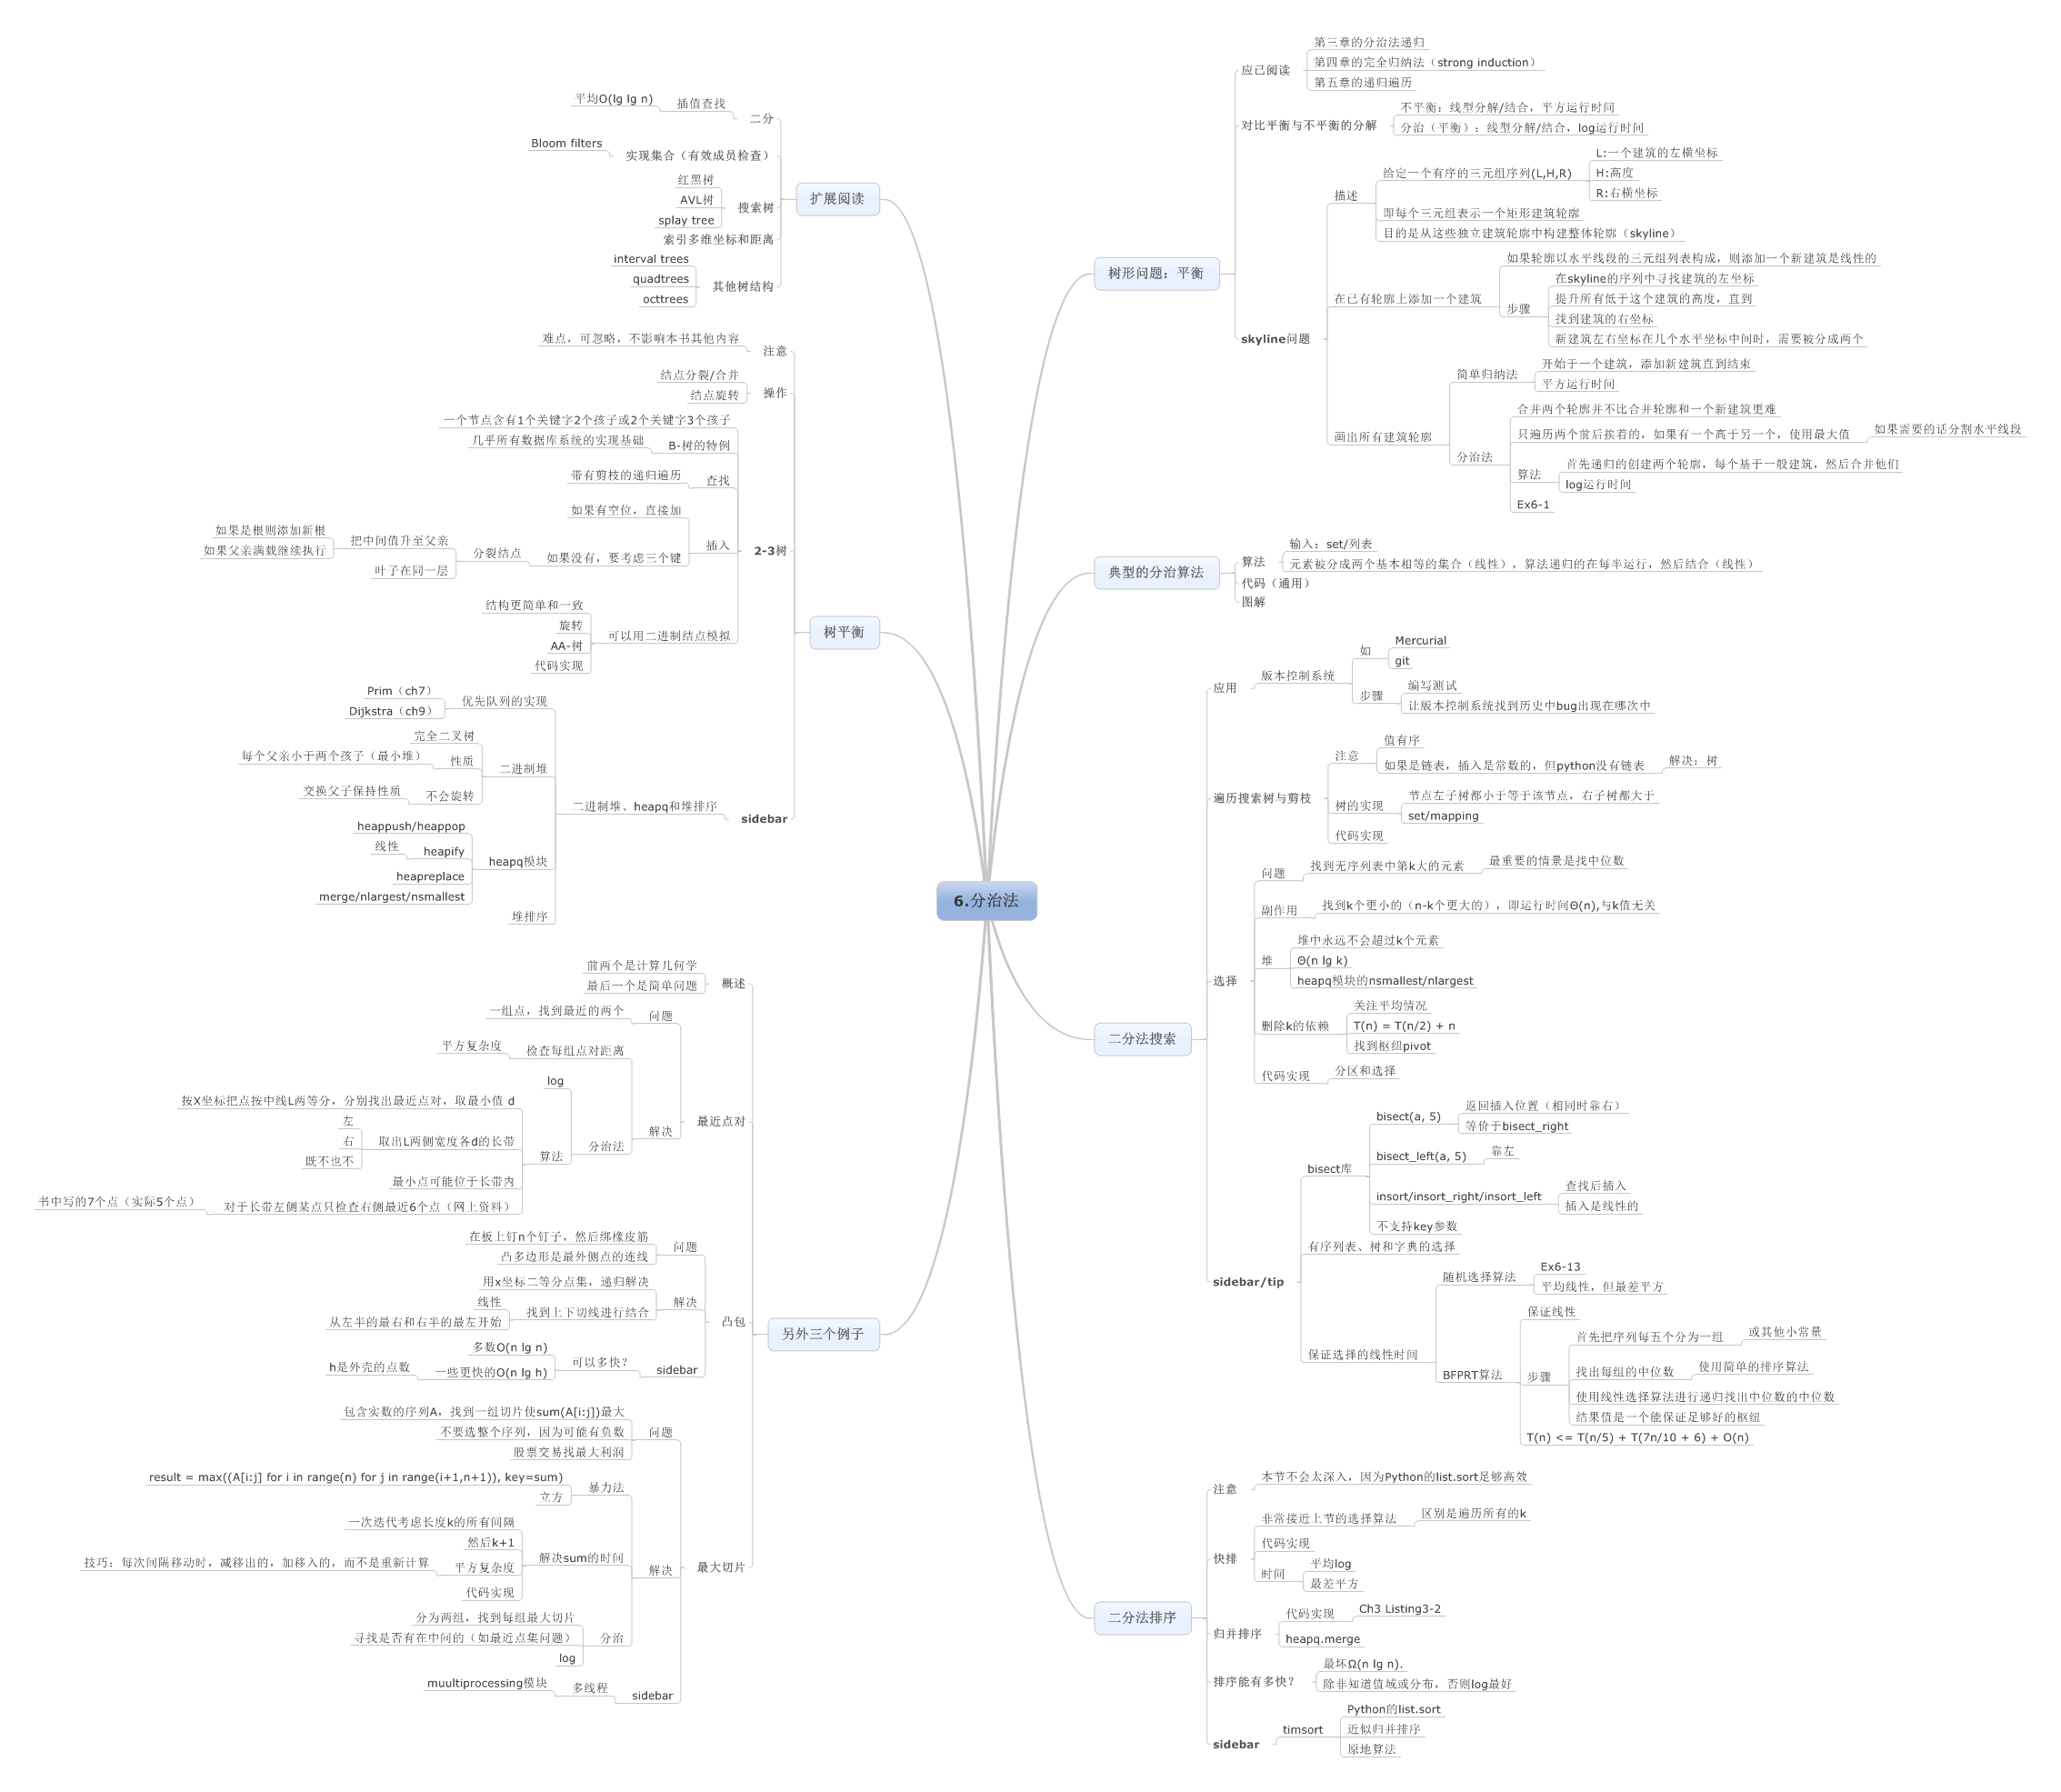 6.分治法
树形问题：平衡
应已阅读
第三章的分治法递归
第四章的完全归纳法（strong induction）
第五章的递归遍历
对比平衡与不平衡的分解
不平衡：线型分解/结合，平方运行时间
分治（平衡）：线型分解/结合，log运行时间
skyline问题
描述
给定一个有序的三元组序列(L,H,R)
L:一个建筑的左横坐标
H:高度
R:右横坐标
即每个三元组表示一个矩形建筑轮廓
目的是从这些独立建筑轮廓中构建整体轮廓（skyline）
在已有轮廓上添加一个建筑
如果轮廓以水平线段的三元组列表构成，则添加一个新建筑是线性的
步骤
在skyline的序列中寻找建筑的左坐标
提升所有低于这个建筑的高度，直到
找到建筑的右坐标
新建筑左右坐标在几个水平坐标中间时，需要被分成两个
画出所有建筑轮廓
简单归纳法
开始于一个建筑，添加新建筑直到结束
平方运行时间
分治法
合并两个轮廓并不比合并轮廓和一个新建筑更难
只遍历两个前后挨着的，如果有一个高于另一个，使用最大值
如果需要的话分割水平线段
算法
首先递归的创建两个轮廓，每个基于一般建筑，然后合并他们
log运行时间
Ex6-1
典型的分治算法
算法
输入：set/列表
元素被分成两个基本相等的集合（线性），算法递归的在每半运行，然后结合（线性）
代码（通用）
图解
二分法搜索
应用
版本控制系统
如
Mercurial
git
步骤
编写测试
让版本控制系统找到历史中bug出现在哪次中
遍历搜索树与剪枝
注意
值有序
如果是链表，插入是常数的，但python没有链表
解决：树
树的实现
节点左子树都小于等于该节点，右子树都大于
set/mapping
代码实现
选择
问题
找到无序列表中第k大的元素
最重要的情景是找中位数
副作用
找到k个更小的（n-k个更大的），即运行时间Θ(n),与k值无关
堆
堆中永远不会超过k个元素
Θ(n lg k)
heapq模块的nsmallest/nlargest
删除k的依赖
关注平均情况
T(n) = T(n/2) + n
找到枢纽pivot
代码实现
分区和选择
sidebar/tip
bisect库
bisect(a, 5)
返回插入位置（相同时靠右）
等价于bisect_right
bisect_left(a, 5)
靠左
insort/insort_right/insort_left
查找后插入
插入是线性的
不支持key参数
有序列表、树和字典的选择
保证选择的线性时间
随机选择算法
Ex6-13
平均线性，但最差平方
BFPRT算法
保证线性
步骤
首先把序列每五个分为一组
或其他小常量
找出每组的中位数
使用简单的排序算法
使用线性选择算法进行递归找出中位数的中位数
结果值是一个能保证足够好的枢纽
T(n) <= T(n/5) + T(7n/10 + 6) + O(n)
二分法排序
注意
本节不会太深入，因为Python的list.sort足够高效
快排
非常接近上节的选择算法
区别是遍历所有的k
代码实现
时间
平均log
最差平方
归并排序
代码实现
Ch3 Listing3-2
heapq.merge
排序能有多快？
最坏Ω(n lg n).
除非知道值域或分布，否则log最好
sidebar
timsort
Python的list.sort
近似归并排序
原地算法
扩展阅读
二分
插值查找
平均O(lg lg n)
实现集合（有效成员检查）
Bloom filters
搜索树
红黑树
AVL树
splay tree
索引多维坐标和距离
其他树结构
interval trees
quadtrees
octtrees
树平衡
注意
难点，可忽略，不影响本书其他内容
操作
结点分裂/合并
结点旋转
2-3树
一个节点含有1个关键字2个孩子或2个关键字3个孩子
B-树的特例
几乎所有数据库系统的实现基础
查找
带有剪枝的递归遍历
插入
如果有空位，直接加
如果没有，要考虑三个键
分裂结点
把中间值升至父亲
如果是根则添加新根
如果父亲满载继续执行
叶子在同一层
可以用二进制结点模拟
结构更简单和一致
旋转
AA-树
代码实现
sidebar
二进制堆、heapq和堆排序
优先队列的实现
Prim（ch7）
Dijkstra（ch9）
二进制堆
完全二叉树
性质
每个父亲小于两个孩子（最小堆）
不会旋转
交换父子保持性质
heapq模块
heappush/heappop
heapify
线性
heapreplace
merge/nlargest/nsmallest
堆排序
另外三个例子
概述
前两个是计算几何学
最后一个是简单问题
最近点对
问题
一组点，找到最近的两个
解决
检查每组点对距离
平方复杂度
分治法
log
算法
按X坐标把点按中线L两等分，分别找出最近点对，取最小值 d
取出L两侧宽度各d的长带
左
右
既不也不
最小点可能位于长带内
对于长带左侧某点只检查右侧最近6个点（网上资料）
书中写的7个点（实际5个点）
凸包
问题
在板上钉n个钉子，然后绑橡皮筋
凸多边形是最外侧点的连线
解决
用x坐标二等分点集，递归解决
找到上下切线进行结合
线性
从左半的最右和右半的最左开始
sidebar
可以多快？
多数O(n lg n)
一些更快的O(n lg h)
h是外壳的点数
最大切片
问题
包含实数的序列A，找到一组切片使sum(A[i:j])最大
不要选整个序列，因为可能有负数
股票交易找最大利润
解决
暴力法
result = max((A[i:j] for i in range(n) for j in range(i+1,n+1)), key=sum)
立方
解决sum的时间
一次迭代考虑长度k的所有间隔
然后k+1
平方复杂度
技巧：每次间隔移动时，减移出的，加移入的，而不是重新计算
代码实现
分治
分为两组，找到每组最大切片
寻找是否有在中间的（如最近点集问题）
log
sidebar
多线程
muultiprocessing模块